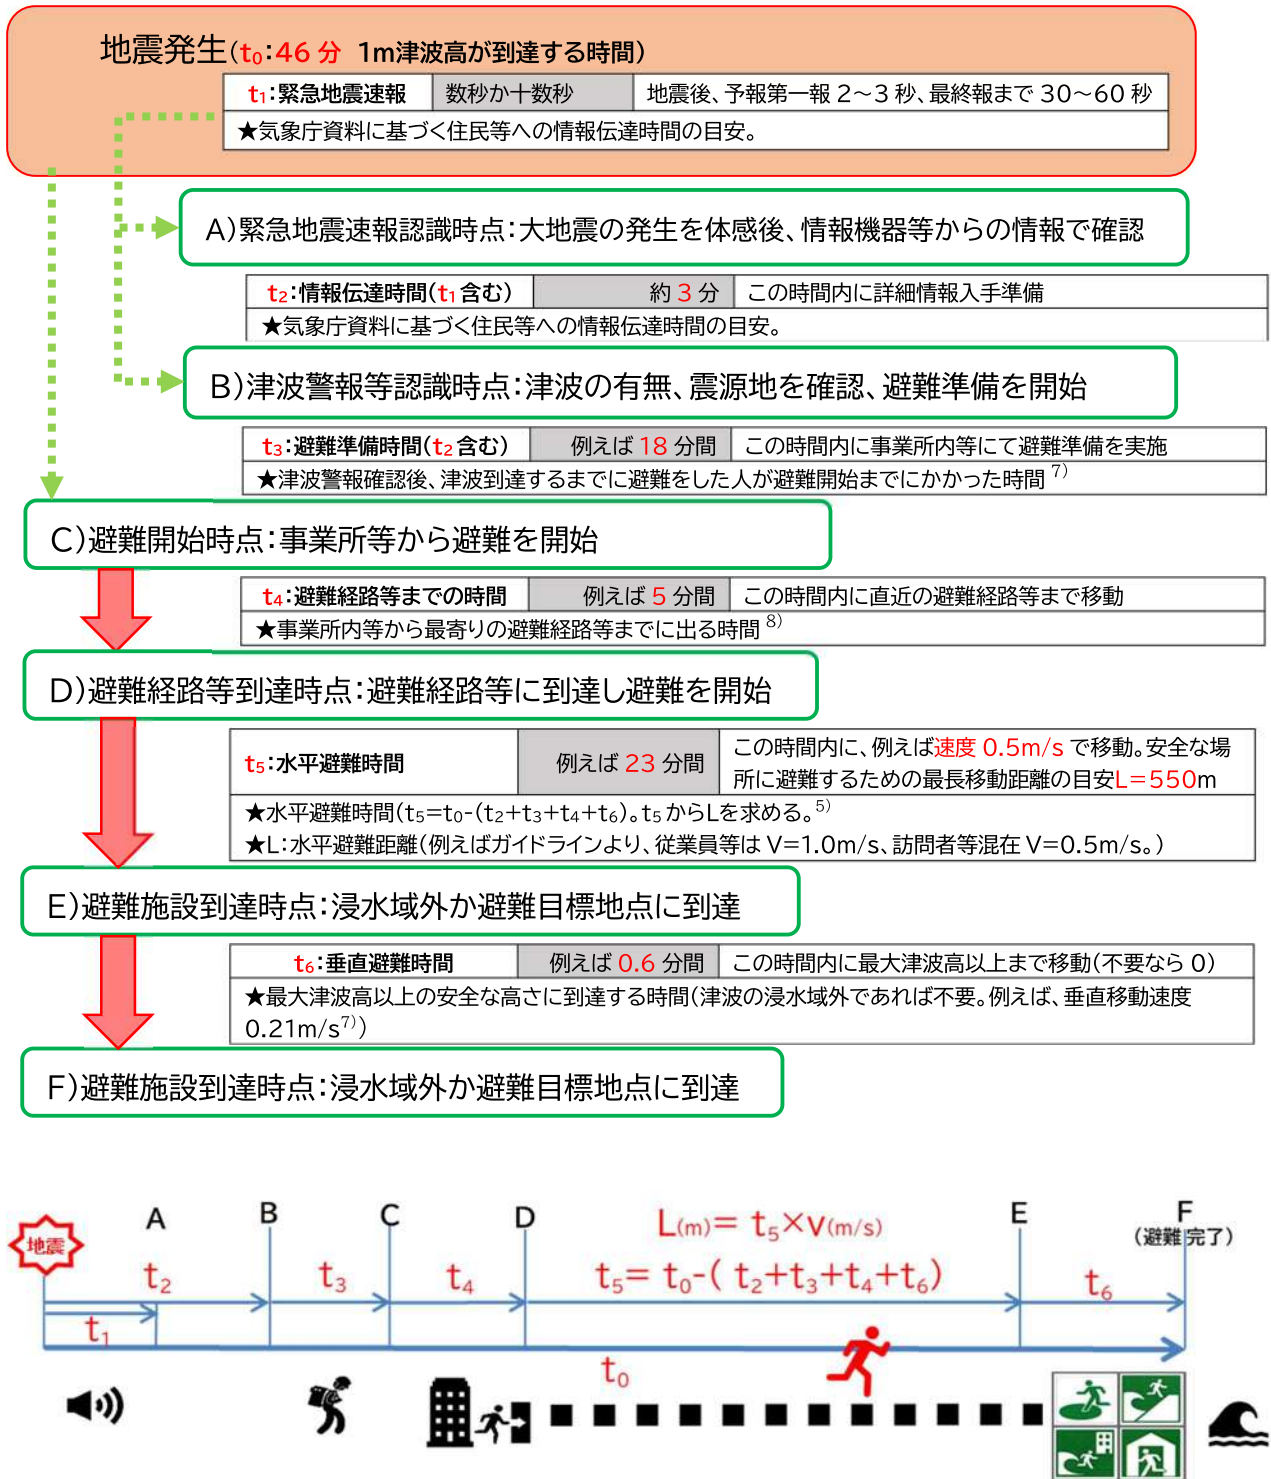 地震発生(t₀:46 分 1m津波高が到達する時間)
t₁:緊急地震速報 数秒か十数秒 地震後、予報第一報 2～3 秒、最終報まで 30～60 秒
★気象庁資料に基づく住民等への情報伝達時間の目安。
A)緊急地震速報認識時点:大地震の発生を体感後、情報機器等からの情報で確認
t₂:情報伝達時間(t₁含む) 約 3 分 この時間内に詳細情報入手準備
★気象庁資料に基づく住民等への情報伝達時間の目安。
B)津波警報等認識時点:津波の有無、震源地を確認、避難準備を開始
t₃:避難準備時間(t₂含む) 例えば 18 分間 この時間内に事業所内等にて避難準備を実施
★津波警報確認後、津波到達するまでに避難をした人が避難開始までにかかった時間 7)
C)避難開始時点:事業所等から避難を開始
t₄:避難経路等までの時間 例えば 5 分間 この時間内に直近の避難経路等まで移動
★事業所内等から最寄りの避難経路等までに出る時間 8)
D)避難経路等到達時点:避難経路等に到達し避難を開始
t₅:水平避難時間 例えば 23 分間 この時間内に、例えば速度 0.5m/s で移動。安全な場
所に避難するための最長移動距離の目安L=550m
★水平避難時間(t₅=t₀-(t₂+t₃+t₄+t₆)。t₅からLを求める。5)
★L:水平避難距離(例えばガイドラインより、従業員等は V=1.0m/s、訪問者等混在 V=0.5m/s。)
E)避難施設到達時点:浸水域外か避難目標地点に到達
t₆:垂直避難時間 例えば 0.6 分間 この時間内に最大津波高以上まで移動(不要なら 0)
★最大津波高以上の安全な高さに到達する時間(津波の浸水域外であれば不要。例えば、垂直移動速度
0.21m/s7))
F)避難施設到達時点:浸水域外か避難目標地点に到達
A B C D L(m)= t₅×v(m/s) E F
(避難完了)
地震
t₂ t₃ t₄ t₅= t₀-( t₂+t₃+t₄+t₆) t₆
t₁
t₀